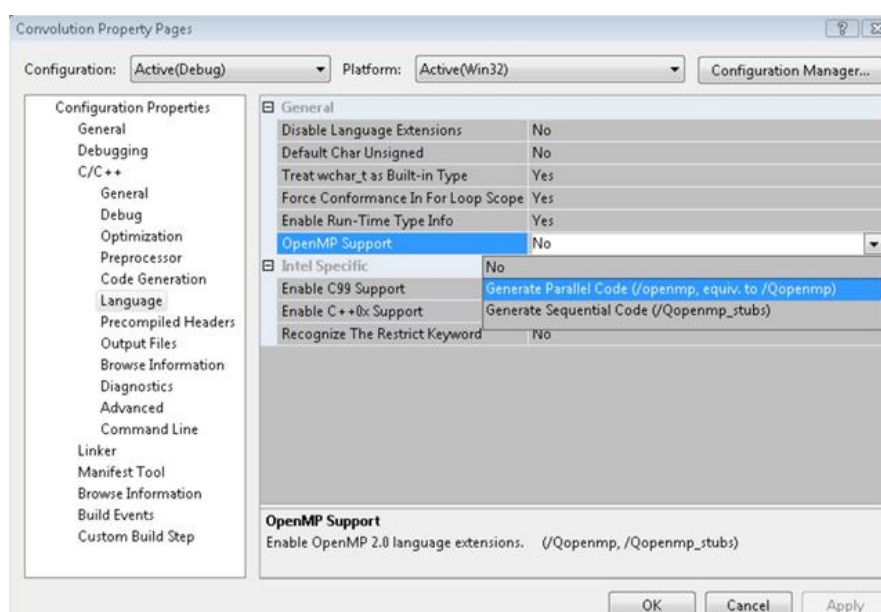 Convolution Property Pages
Configuration: Active(Debug) Platform: Active(Win32) Configuration Manager...
Configuration Properties
General
Debugging
C/C++
General
Debug
Optimization
Preprocessor
Code Generation
Language
Precompiled Headers
Output Files
Browse Information
Diagnostics
Advanced
Command Line
Linker
Manifest Tool
Browse Information
Build Events
Custom Build Step
General
Disable Language Extensions No
Default Char Unsigned No
Treat wchar_t as Built-in Type Yes
Force Conformance In For Loop Scope Yes
Enable Run-Time Type Info Yes
OpenMP Support No
Intel Specific
No
Enable C99 Support
Generate Parallel Code (/openmp, equiv. to /Qopenmp)
Enable C++0x Support
Generate Sequential Code (/Qopenmp_stubs)
Recognize The Restrict Keyword No
OpenMP Support
Enable OpenMP 2.0 language extensions. (/Qopenmp, /Qopenmp_stubs)
OK Cancel Apply